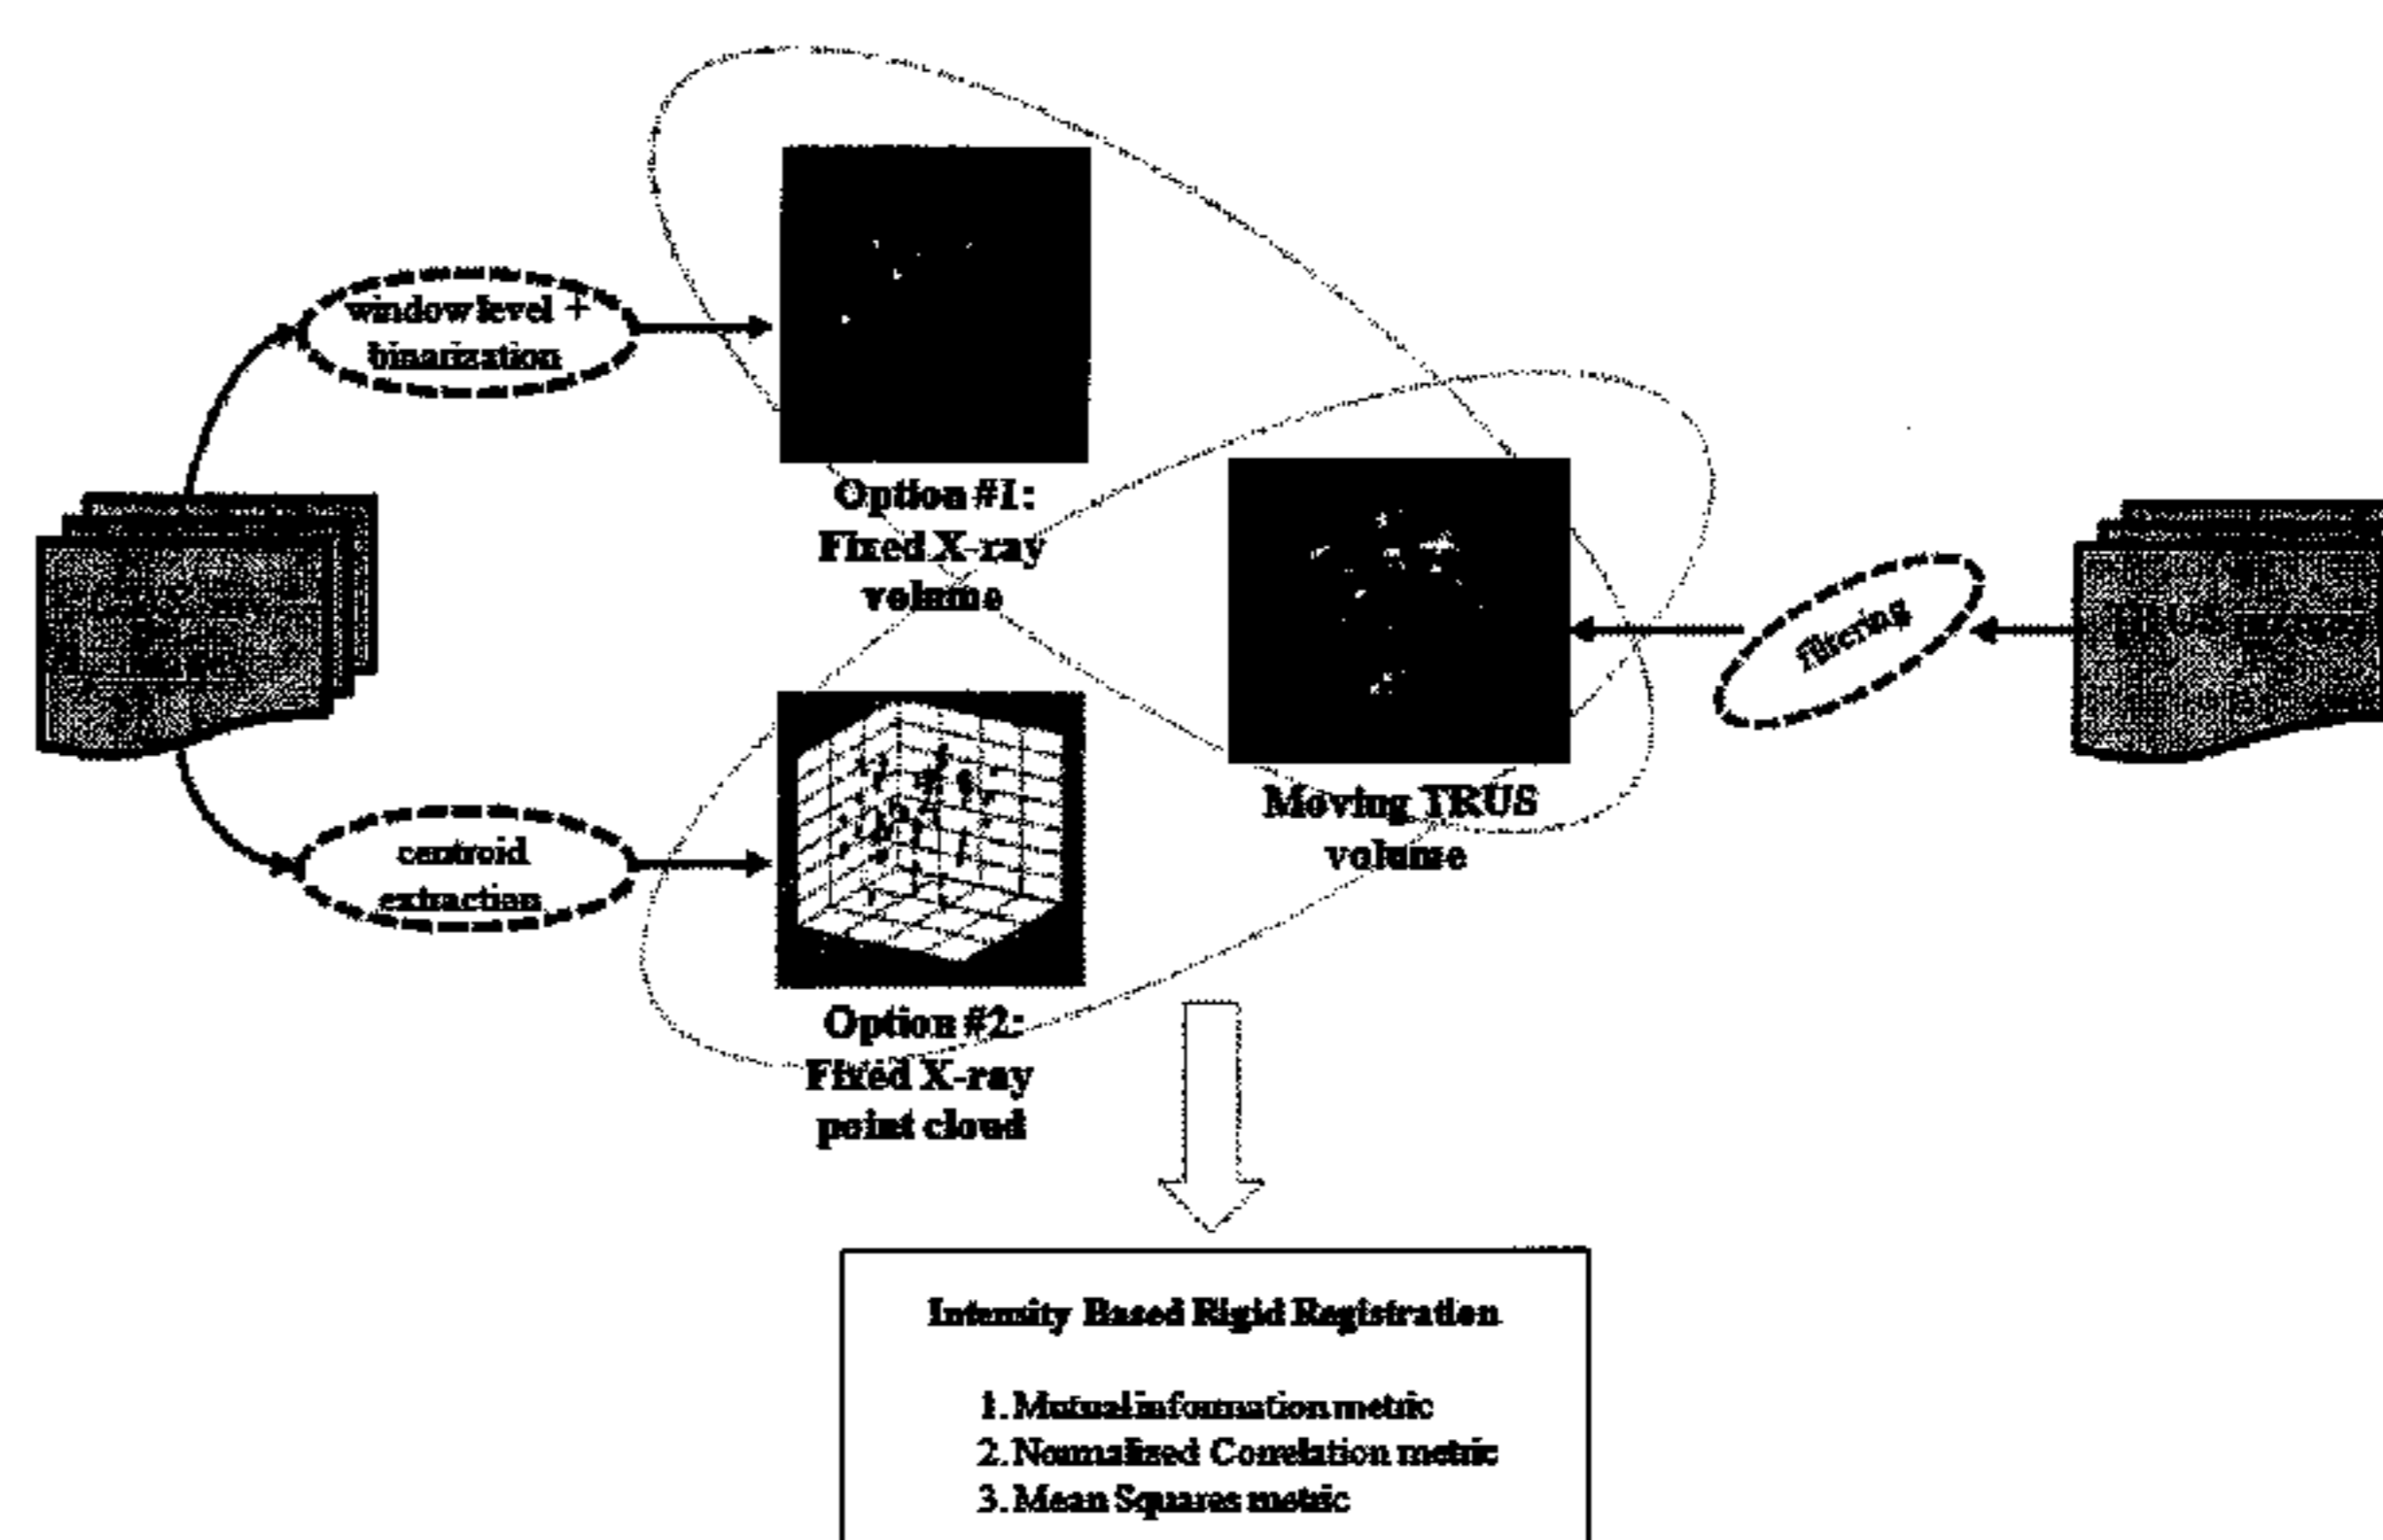 window level +
binarization
Option #1:
Fixed X-ray
volume
Moving TRUS
volume
filtering
centroid
extraction
Option #2:
Fixed X-ray
point cloud
Intensity Based Rigid Registration
1. Mutual information metric
2. Normalized Correlation metric
3. Mean Squares metric